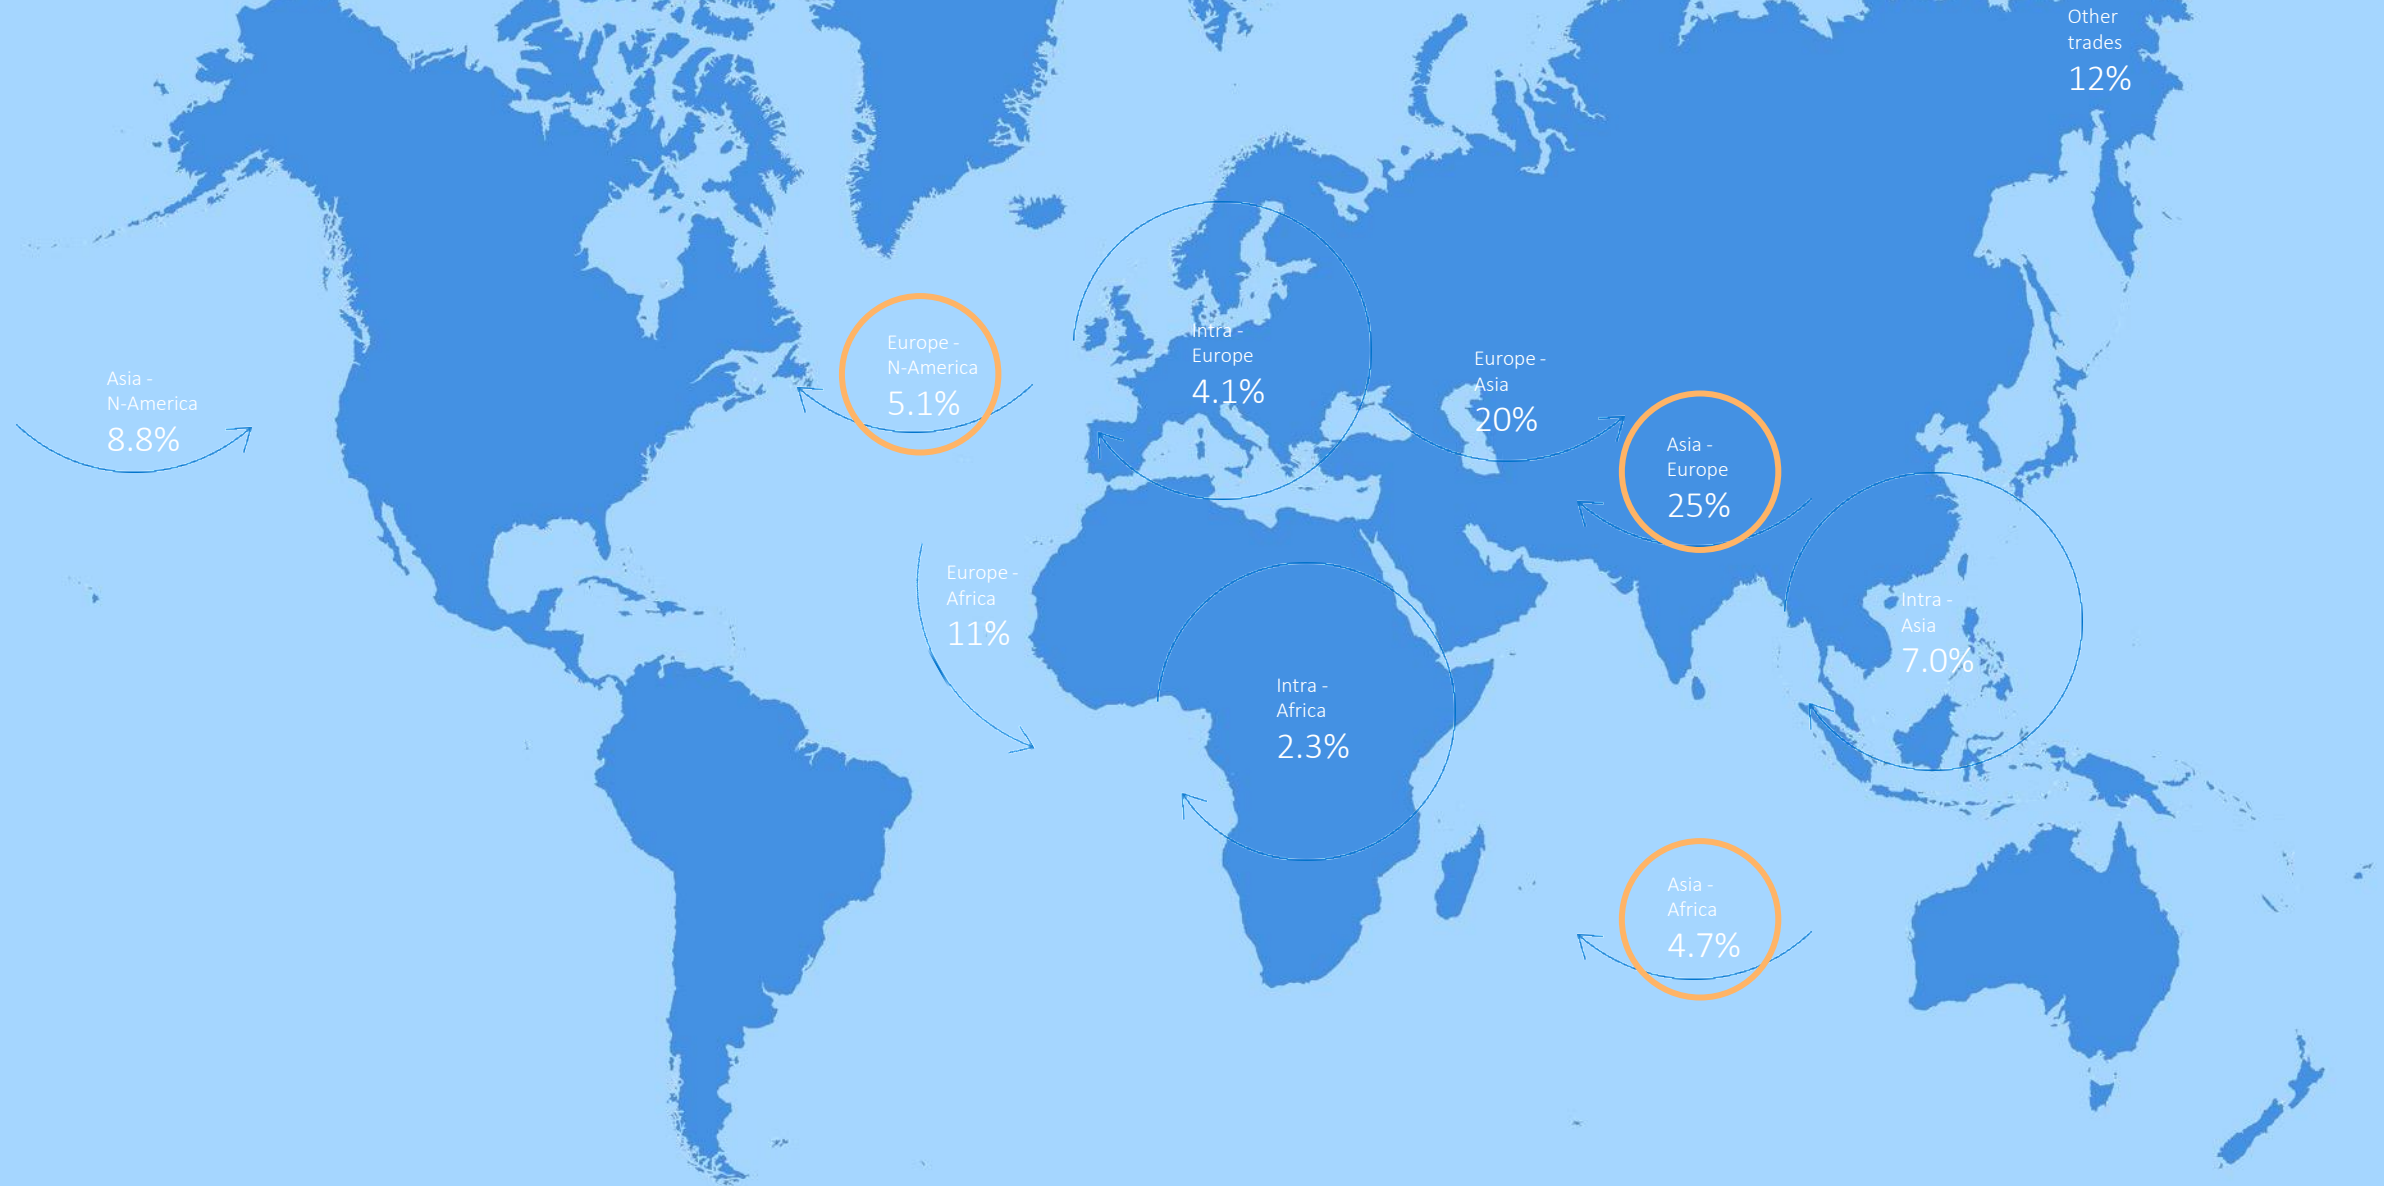 Other
trades
12%
Asia -
N-America
8.8%
Europe -
N-America
5.1%
Intra -
Europe
4.1%
Europe -
Asia
20%
Asia -
Europe
25%
Europe -
Africa
11%
Intra -
Africa
2.3%
Intra -
Asia
7.0%
Asia -
Africa
4.7%